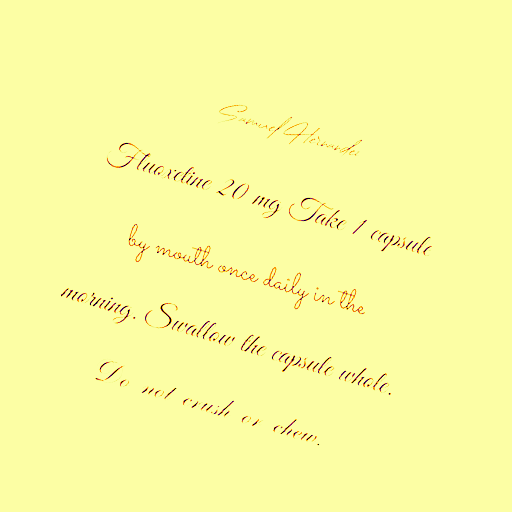 Samuel Hernandez
Fluoxetine 20 mg Take 1 capsule
by mouth once daily in the
morning. Swallow the capsule whole.
Do not crush or chew.